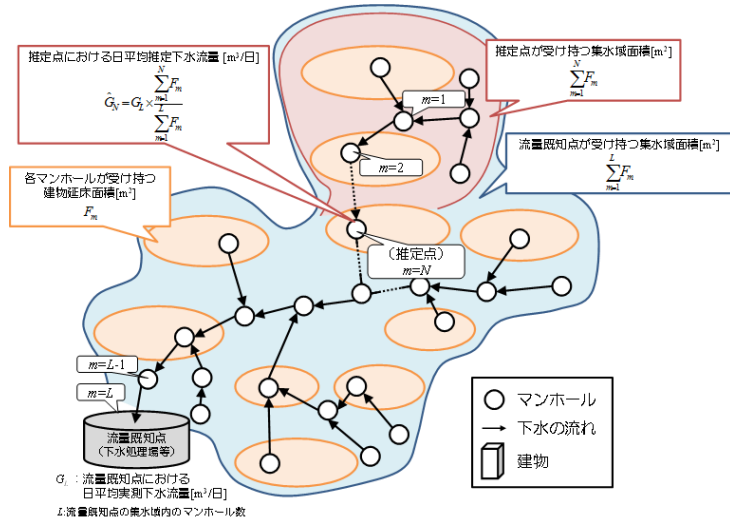 推定点における日平均推定下水流量 [m³/日]
Ĝ_N = G_L × \frac{\sum_{m=1}^{N} F_m}{\sum_{m=1}^{L} F_m}
推定点が受け持つ集水域面積[m²]
\sum_{m=1}^{N} F_m
流量既知点が受け持つ集水域面積[m²]
\sum_{m=1}^{L} F_m
各マンホールが受け持つ
建物延床面積[m²]
F_m
m=1
m=2
（推定点）
m=N
m=L-1
m=L
流量既知点
（下水処理場等）
G_L ：流量既知点における
日平均実測下水流量[m³/日]
L:流量既知点の集水域内のマンホール数
マンホール
下水の流れ
建物